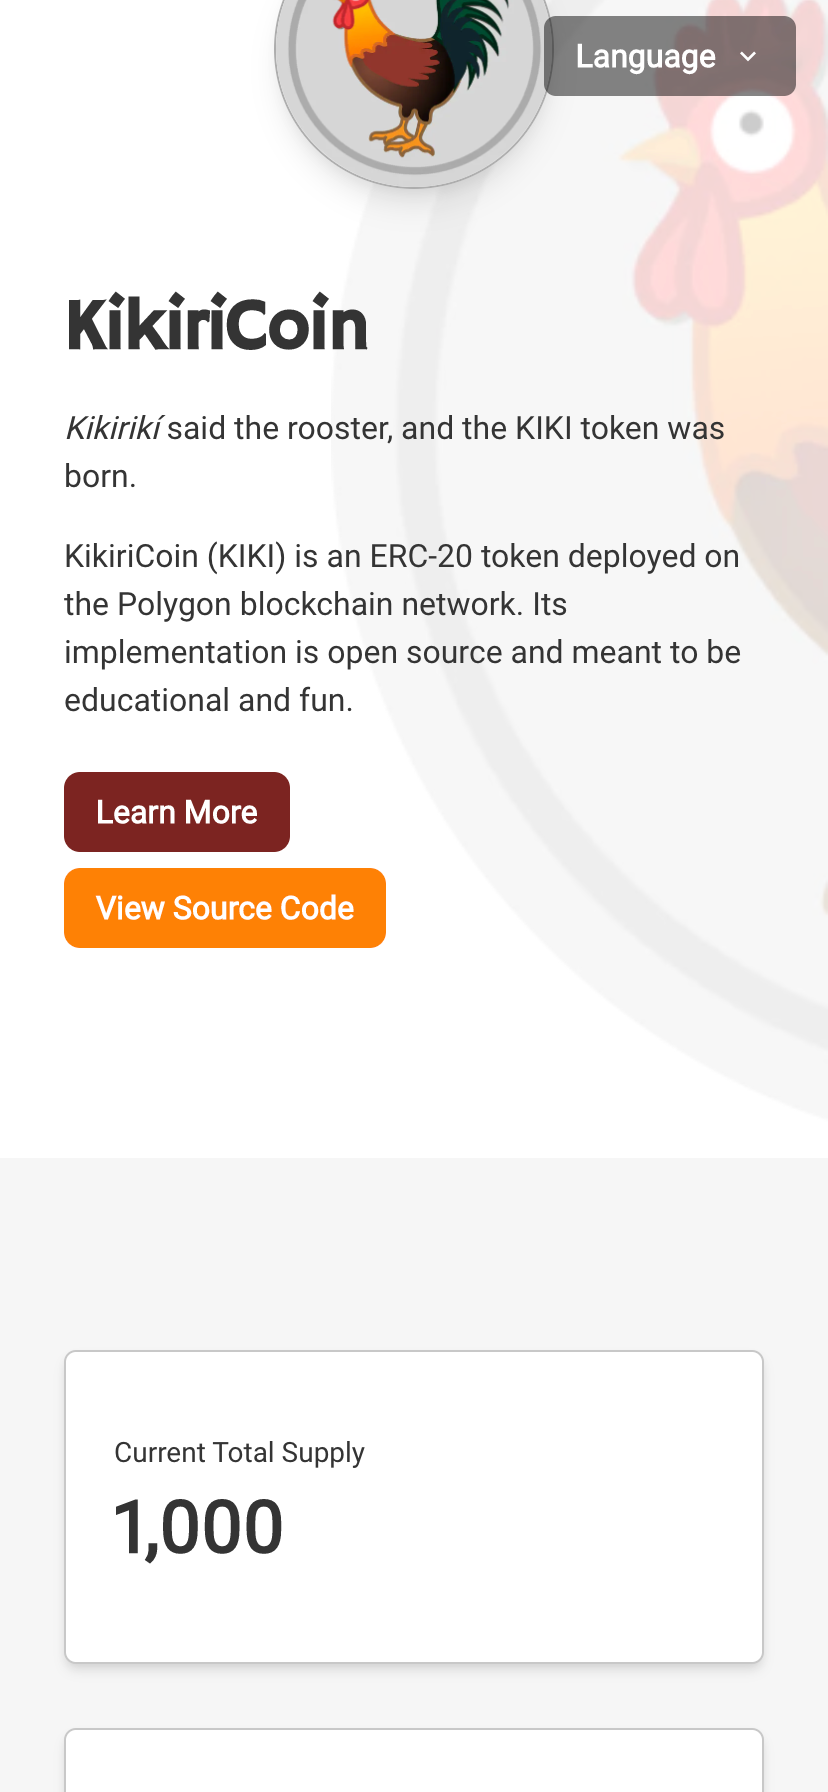 Language
KikiriCoin
Kikirikí said the rooster, and the KIKI token was
born.
KikiriCoin (KIKI) is an ERC-20 token deployed on
the Polygon blockchain network. Its
implementation is open source and meant to be
educational and fun.
Learn More
View Source Code
Current Total Supply
1,000